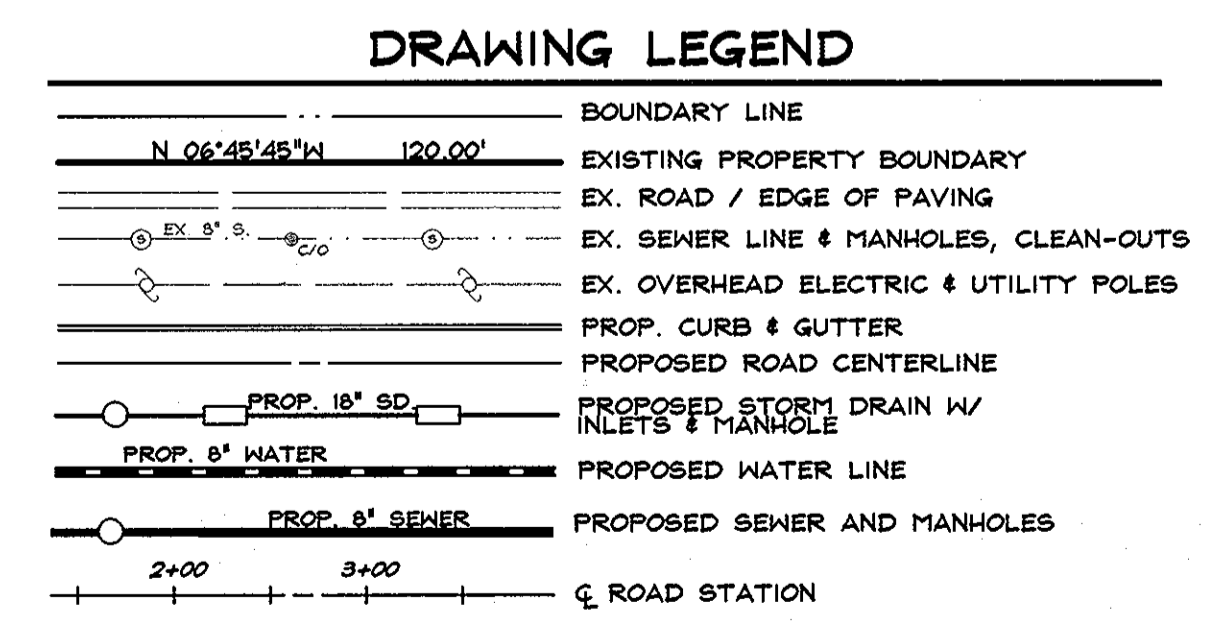 DRAWING LEGEND
BOUNDARY LINE
N 06°45'45"W 120.00' EXISTING PROPERTY BOUNDARY
EX. ROAD / EDGE OF PAVING
S EX. 8" S. C/O S EX. SEWER LINE & MANHOLES, CLEAN-OUTS
EX. OVERHEAD ELECTRIC & UTILITY POLES
PROP. CURB & GUTTER
PROPOSED ROAD CENTERLINE
PROP. 18" SD PROPOSED STORM DRAIN W/
INLETS & MANHOLE
PROP. 8" WATER PROPOSED WATER LINE
PROP. 8" SEWER PROPOSED SEWER AND MANHOLES
2+00 3+00
℄ ROAD STATION